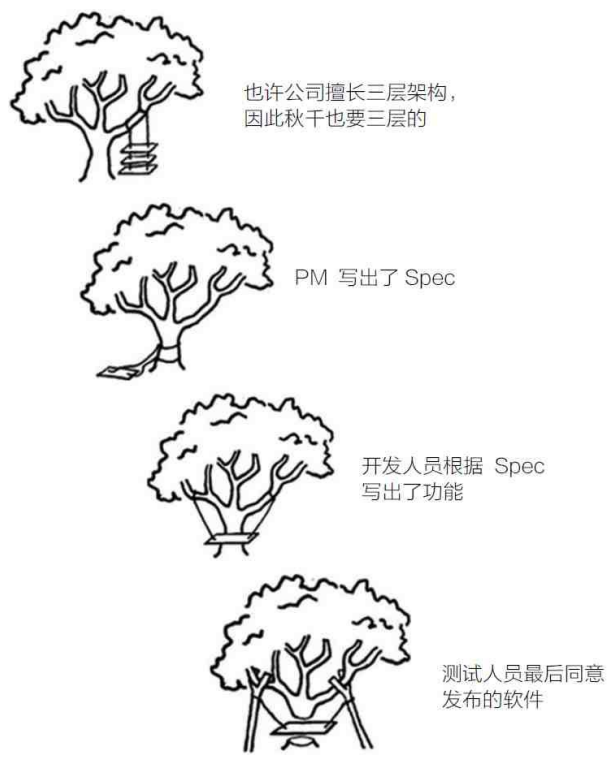 也许公司擅长三层架构，
因此秋千也要三层的
PM 写出了 Spec
开发人员根据 Spec
写出了功能
测试人员最后同意
发布的软件